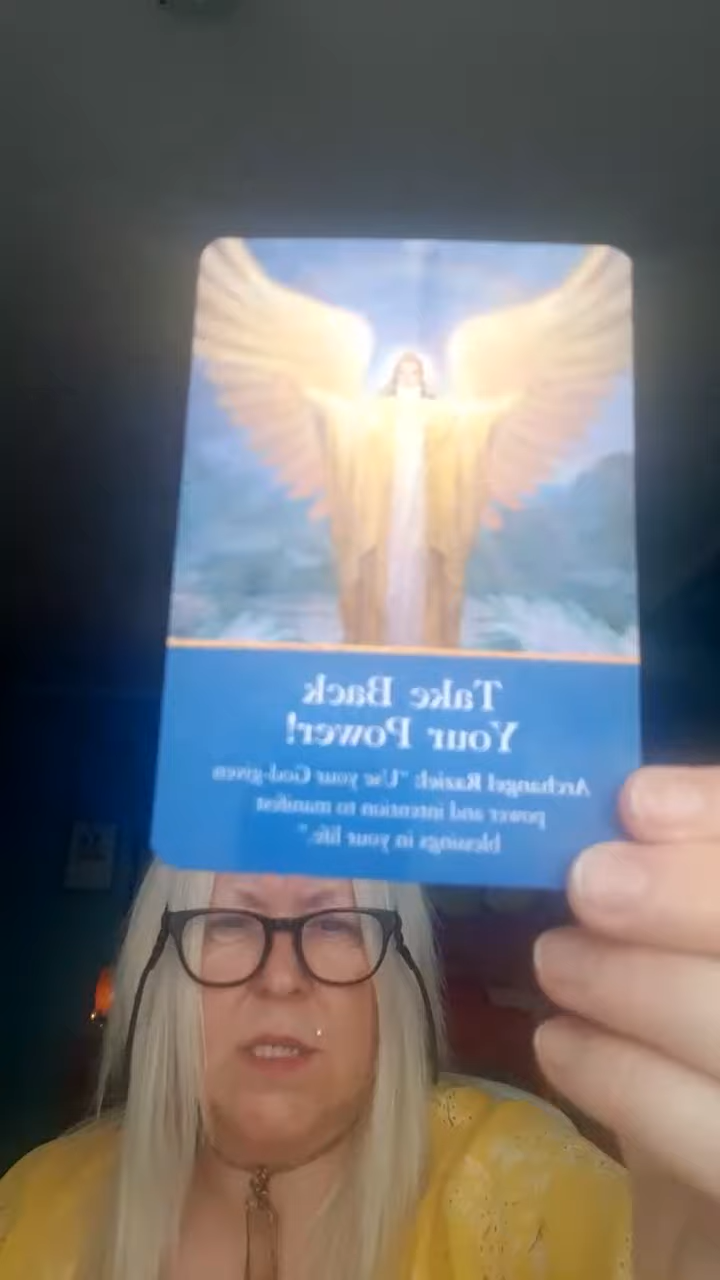 Take Back
Your Power!
Archangel Raziel: "Use your God-given
power and intention to manifest
blessings in your life."